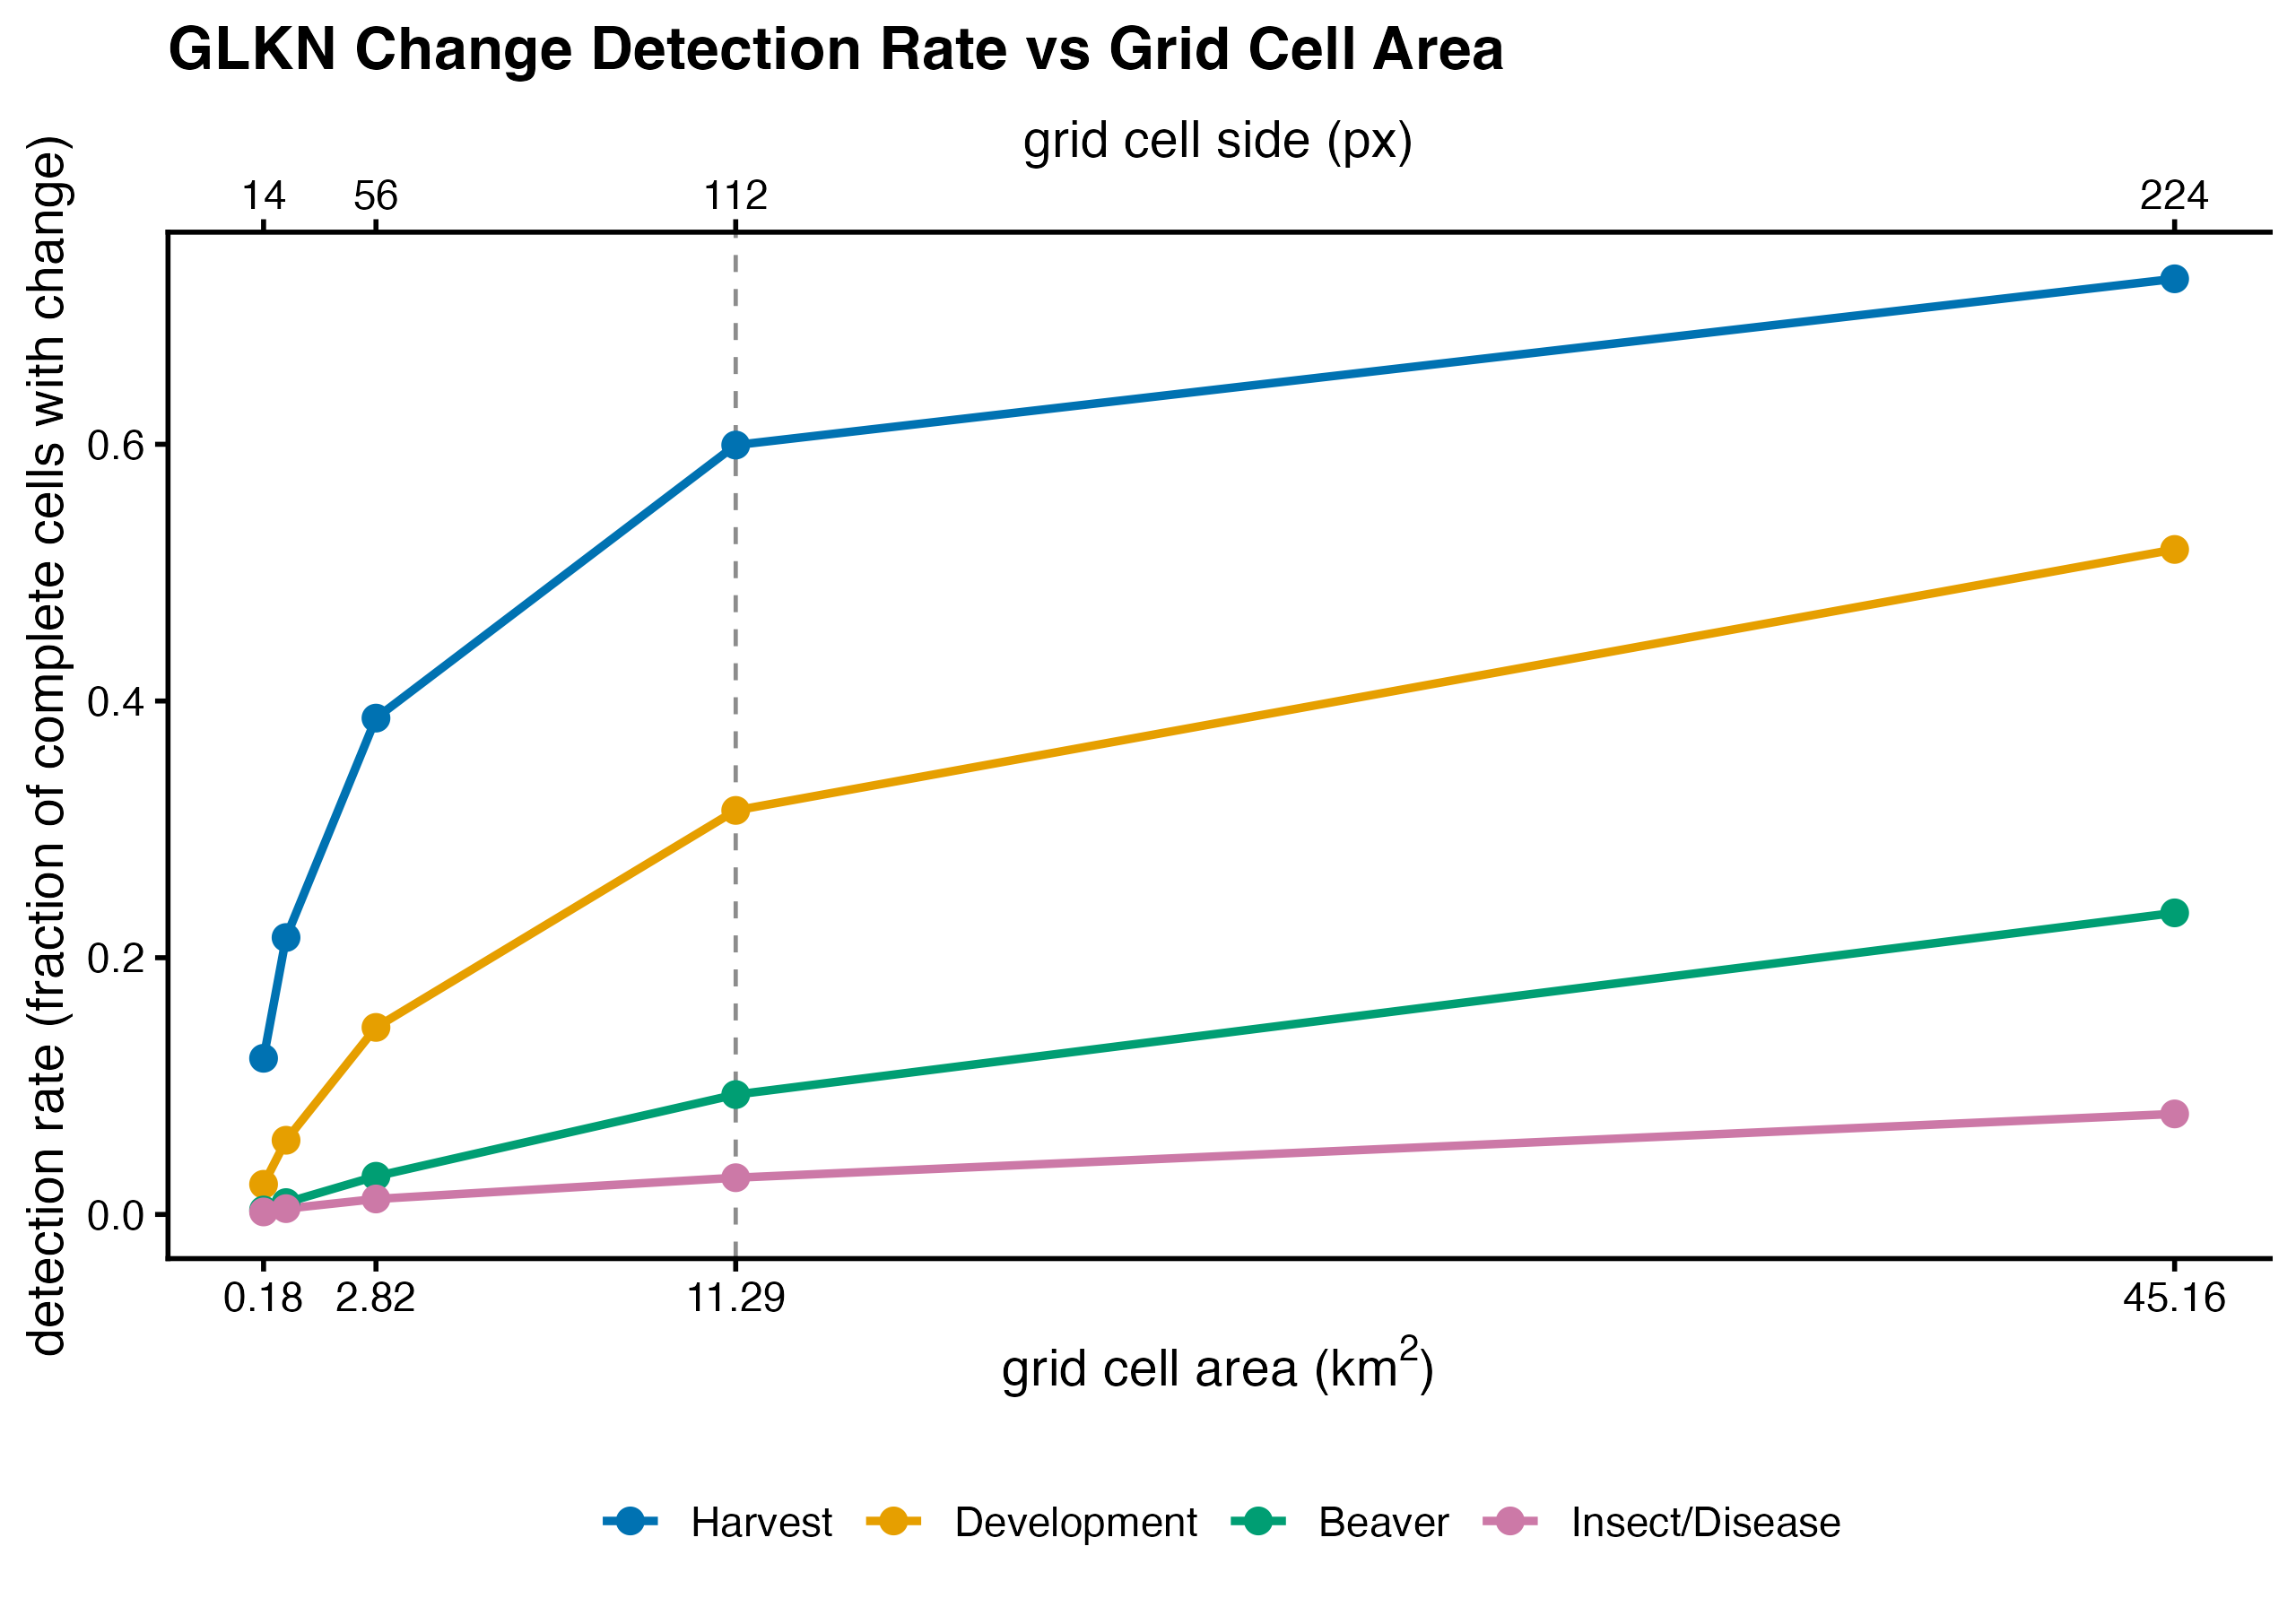 GLKN Change Detection Rate vs Grid Cell Area
grid cell side (px)
14 56 112 224
detection rate (fraction of complete cells with change)
0.6
0.4
0.2
0.0
0.18 2.82 11.29 45.16
grid cell area (km²)
Harvest Development Beaver Insect/Disease